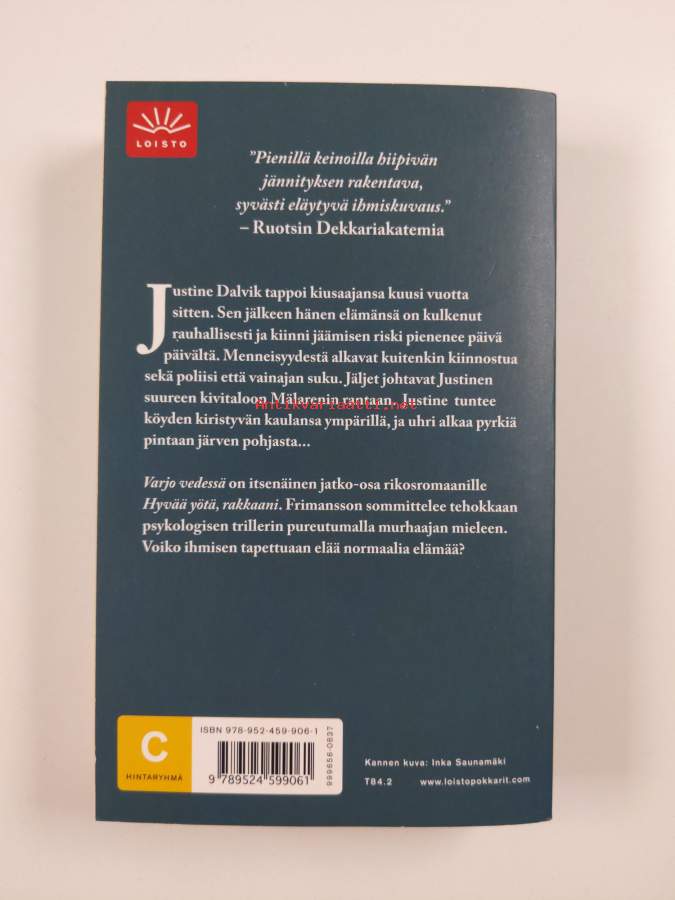 LOISTO
”Pienillä keinoilla hiipivän
jännityksen rakentava,
syvästi eläytyvä ihmiskuvaus.”
– Ruotsin Dekkariakatemia
Justine Dalvik tappoi kiusaajansa kuusi vuotta
sitten. Sen jälkeen hänen elämänsä on kulkenut
rauhallisesti ja kiinni jäämisen riski pienenee päivä
päivältä. Menneisyydestä alkavat kuitenkin kiinnostua
sekä poliisi että vainajan suku. Jäljet johtavat Justinen
suureen kivitaloon Mälarenin rantaan. Justine tuntee
Antikvariaatti.net
köyden kiristyvän kaulansa ympärillä, ja uhri alkaa pyrkiä
pintaan järven pohjasta...
Varjo vedessä on itsenäinen jatko-osa rikosromaanille
Hyvää yötä, rakkaani. Frimansson sommittelee tehokkaan
psykologisen trillerin pureutumalla murhaajan mieleen.
Voiko ihmisen tapettuaan elää normaalia elämää?
C
HINTARYHMÄ
ISBN 978-952-459-906-1
9 789524 599061
999856-0837
Kannen kuva: Inka Saunamäki
T84.2 www.loistopokkarit.com